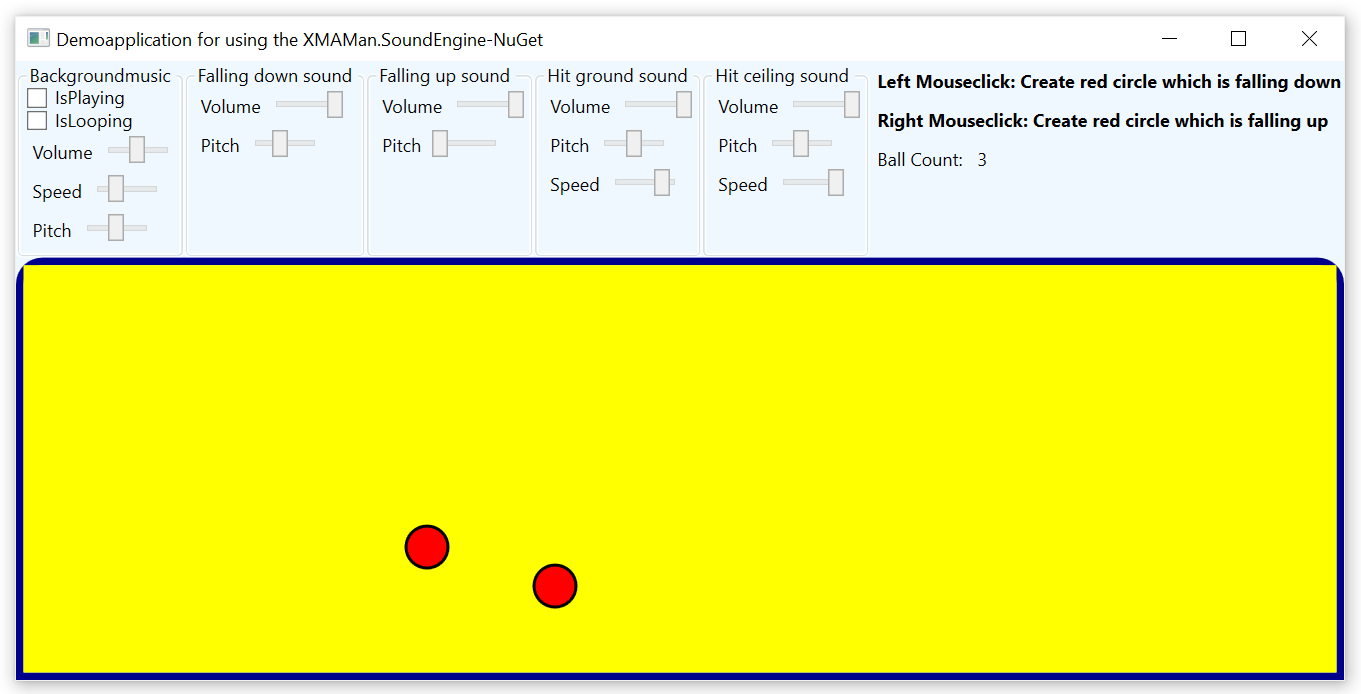 Demoapplication for using the XMAMan.SoundEngine-NuGet
Backgroundmusic
IsPlaying
IsLooping
Volume
Speed
Pitch
Falling down sound
Volume
Pitch
Falling up sound
Volume
Pitch
Hit ground sound
Volume
Pitch
Speed
Hit ceiling sound
Volume
Pitch
Speed
Left Mouseclick: Create red circle which is falling down
Right Mouseclick: Create red circle which is falling up
Ball Count: 3